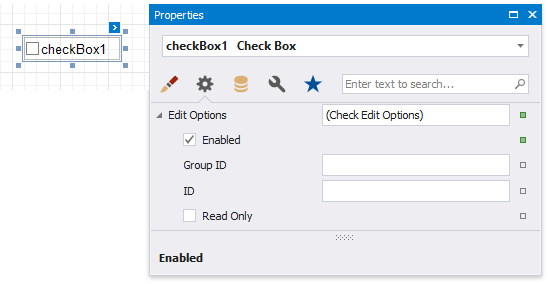 checkBox1
Properties
checkBox1 Check Box
Enter text to search...
Edit Options (Check Edit Options)
Enabled
Group ID
ID
Read Only
Enabled